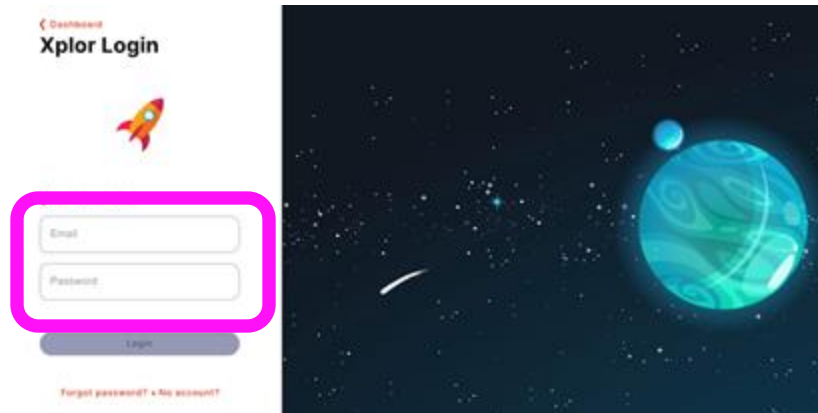 ❮ Dashboard
Xplor Login
Email
Password
Login
Forgot password? • No account?